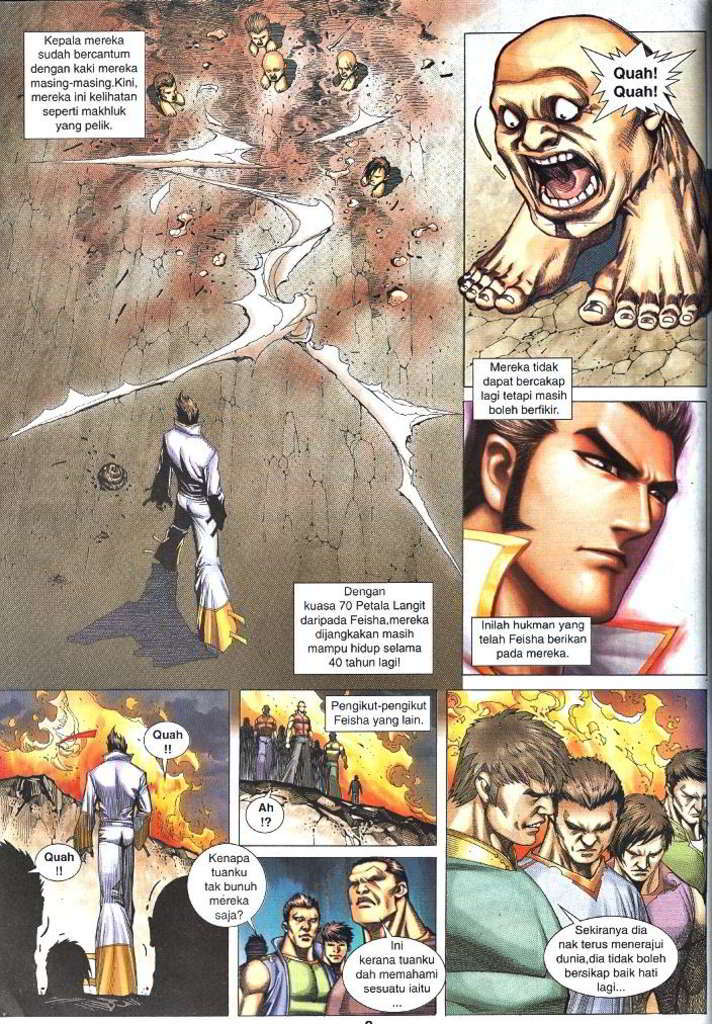 Kepala mereka
sudah bercantum
dengan kaki mereka
masing-masing.Kini,
mereka ini kelihatan
seperti makhluk
yang pelik.
Quah!
Quah!
Mereka tidak
dapat bercakap
lagi tetapi masih
boleh berfikir.
Dengan
kuasa 70 Petala Langit
daripada Feisha,mereka
dijangkakan masih
mampu hidup selama
40 tahun lagi!
Inilah hukman yang
telah Feisha berikan
pada mereka.
Quah
!!
Quah
!!
Pengikut-pengikut
Feisha yang lain.
Ah
!?
Kenapa
tuanku
tak bunuh
mereka
saja?
Ini
kerana tuanku
dah memahami
sesuatu iaitu
...
Sekiranya dia
nak terus menerajui
dunia,dia tidak boleh
bersikap baik hati
lagi...